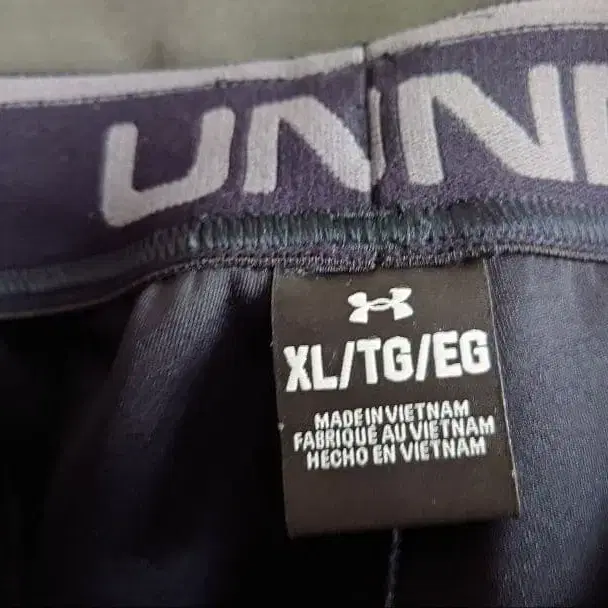 UNNI
XL/TG/EG
MADE IN VIETNAM
FABRIQUÉ AU VIETNAM
HECHO EN VIETNAM